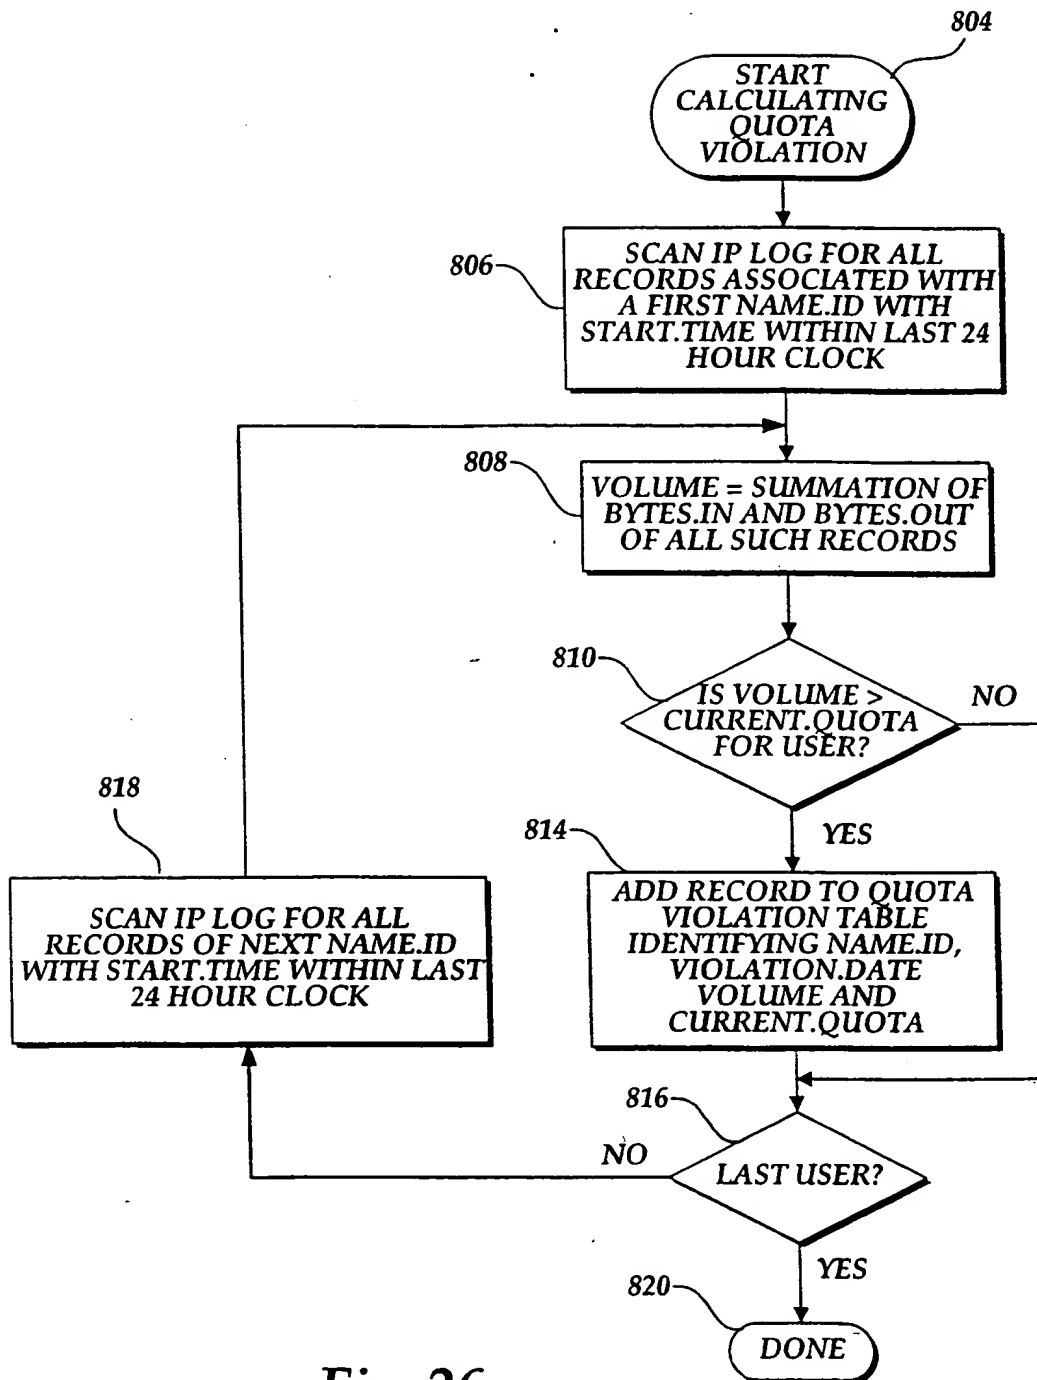 804
START
CALCULATING
QUOTA
VIOLATION
806
SCAN IP LOG FOR ALL
RECORDS ASSOCIATED WITH
A FIRST NAME.ID WITH
START.TIME WITHIN LAST 24
HOUR CLOCK
808
VOLUME = SUMMATION OF
BYTES.IN AND BYTES.OUT
OF ALL SUCH RECORDS
810
IS VOLUME >
CURRENT.QUOTA
FOR USER?
NO
YES
814
ADD RECORD TO QUOTA
VIOLATION TABLE
IDENTIFYING NAME.ID,
VIOLATION.DATE
VOLUME AND
CURRENT.QUOTA
818
SCAN IP LOG FOR ALL
RECORDS OF NEXT NAME.ID
WITH START.TIME WITHIN LAST
24 HOUR CLOCK
816
LAST USER?
NO
YES
820
DONE
Fig. 26